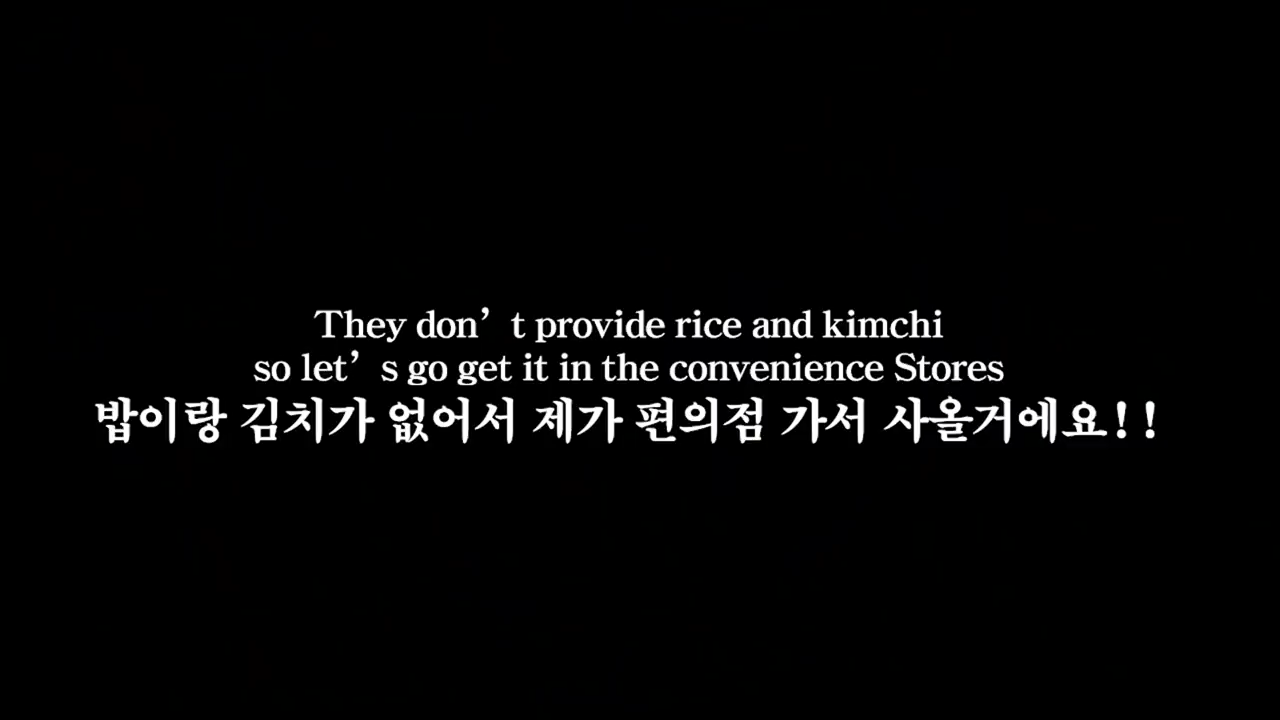 They don’t provide rice and kimchi
so let’s go get it in the convenience Stores
밥이랑 김치가 없어서 제가 편의점 가서 사올거에요!!